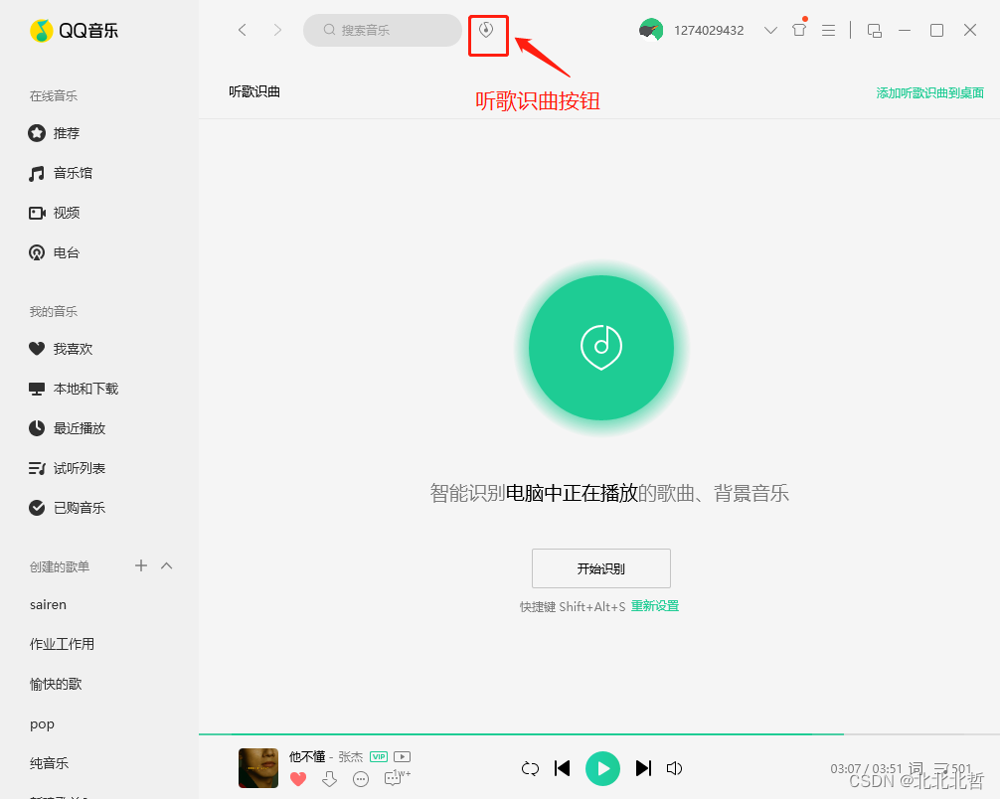 QQ音乐
搜索音乐
1274029432
听歌识曲
听歌识曲按钮
添加听歌识曲到桌面
在线音乐
推荐
音乐馆
视频
电台
我的音乐
我喜欢
本地和下载
最近播放
试听列表
已购音乐
创建的歌单
sairen
作业工作用
愉快的歌
pop
纯音乐
智能识别电脑中正在播放的歌曲、背景音乐
开始识别
快捷键 Shift+Alt+S 重新设置
他不懂 - 张杰 VIP
W+
03:07 / 03:51 词 501
CSDN @北北北哲